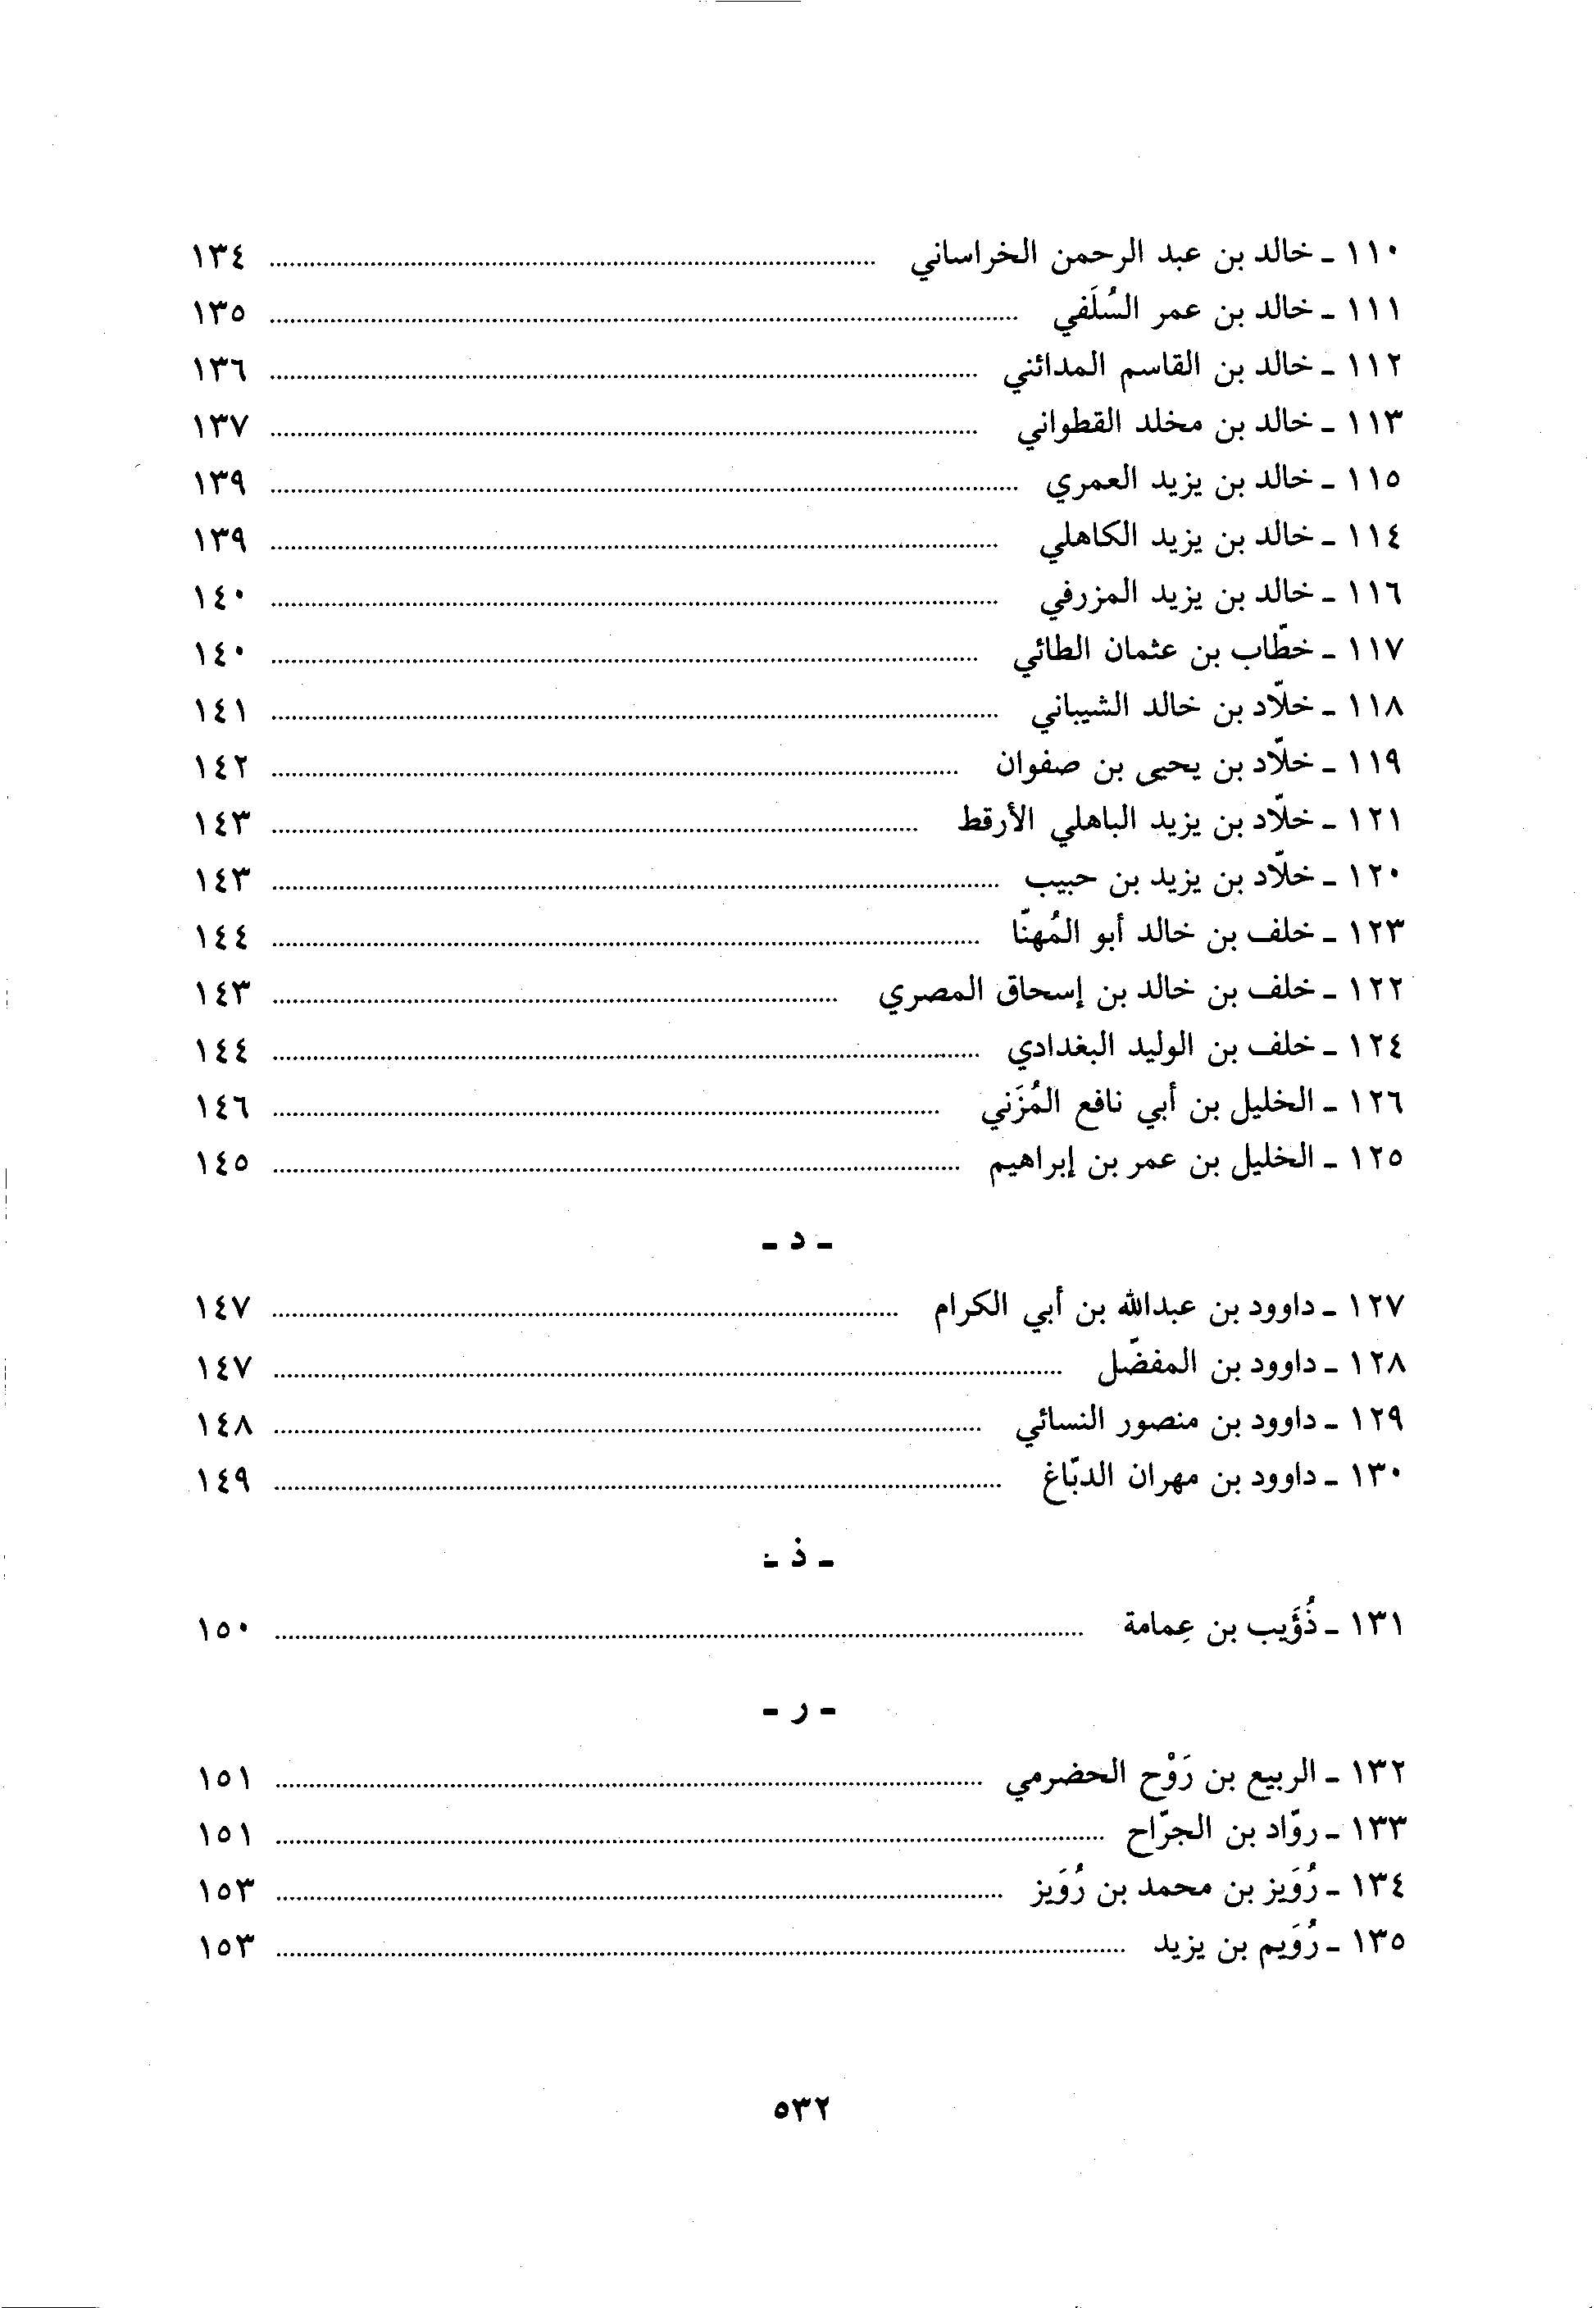 ١١٠ - خالد بن عبد الرحمن الخراساني ........ ١٣٤
١١١ - خالد بن عمر السُلَفي ........ ١٣٥
١١٢ - خالد بن القاسم المدائني ........ ١٣٦
١١٣ - خالد بن مخلد القطواني ........ ١٣٧
١١٥ - خالد بن يزيد العمري ........ ١٣٩
١١٤ - خالد بن يزيد الكاهلي ........ ١٣٩
١١٦ - خالد بن يزيد المزرفي ........ ١٤٠
١١٧ - خطّاب بن عثمان الطائي ........ ١٤٠
١١٨ - خلّاد بن خالد الشيباني ........ ١٤١
١١٩ - خلّاد بن يحيى بن صفوان ........ ١٤٢
١٢١ - خلّاد بن يزيد الباهلي الأرقط ........ ١٤٣
١٢٠ - خلّاد بن يزيد بن حبيب ........ ١٤٣
١٢٣ - خلف بن خالد أبو المُهنّا ........ ١٤٤
١٢٢ - خلف بن خالد بن إسحاق المصري ........ ١٤٣
١٢٤ - خلف بن الوليد البغدادي ........ ١٤٤
١٢٦ - الخليل بن أبي نافع المُزَني ........ ١٤٦
١٢٥ - الخليل بن عمر بن إبراهيم ........ ١٤٥
- د -
١٢٧ - داوود بن عبدالله بن أبي الكرام ........ ١٤٧
١٢٨ - داوود بن المفضّل ........ ١٤٧
١٢٩ - داوود بن منصور النسائي ........ ١٤٨
١٣٠ - داوود بن مهران الدبّاغ ........ ١٤٩
- ذ -
١٣١ - ذُؤَيب بن عِمامة ........ ١٥٠
- ر -
١٣٢ - الربيع بن رَوْح الحضرمي ........ ١٥١
١٣٣ - روّاد بن الجرّاح ........ ١٥١
١٣٤ - رُوَيز بن محمد بن رُوَيز ........ ١٥٣
١٣٥ - رُوَيم بن يزيد ........ ١٥٣
٥٣٢